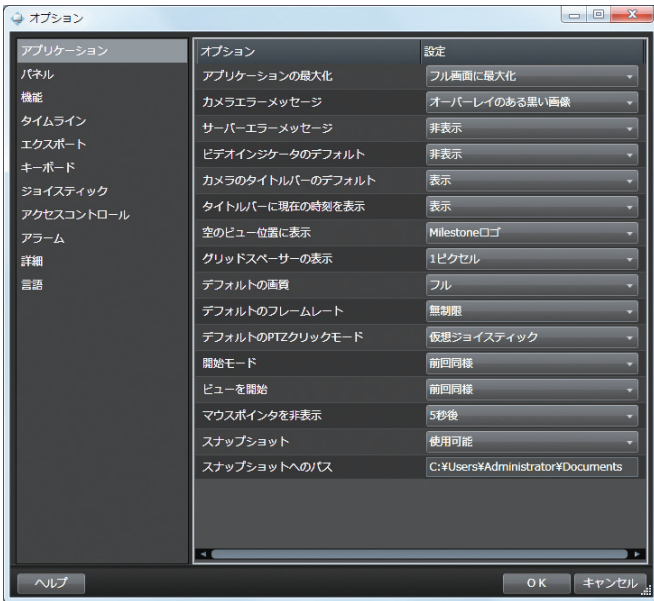 オプション
アプリケーション
パネル
機能
タイムライン
エクスポート
キーボード
ジョイスティック
アクセスコントロール
アラーム
詳細
言語
オプション 設定
アプリケーションの最大化 フル画面に最大化
カメラエラーメッセージ オーバーレイのある黒い画像
サーバーエラーメッセージ 非表示
ビデオインジケータのデフォルト 非表示
カメラのタイトルバーのデフォルト 表示
タイトルバーに現在の時刻を表示 表示
空のビュー位置に表示 Milestoneロゴ
グリッドスペーサーの表示 1ピクセル
デフォルトの画質 フル
デフォルトのフレームレート 無制限
デフォルトのPTZクリックモード 仮想ジョイスティック
開始モード 前回同様
ビューを開始 前回同様
マウスポインタを非表示 5秒後
スナップショット 使用可能
スナップショットへのパス C:¥Users¥Administrator¥Documents
ヘルプ OK キャンセル